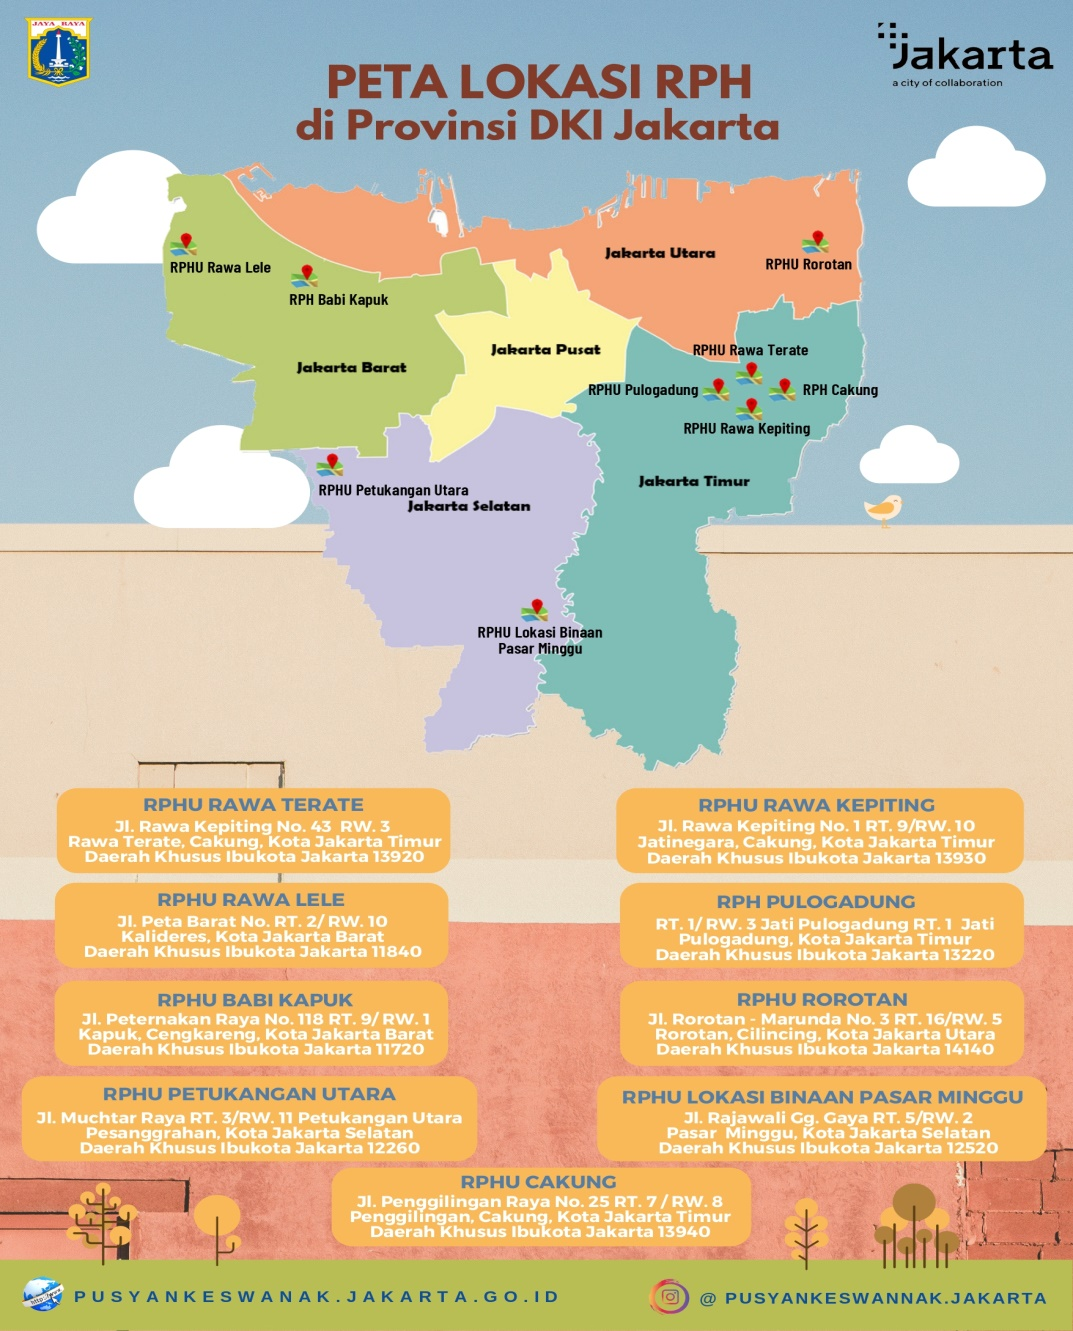 JAYA RAYA
Jakarta
a city of collaboration
PETA LOKASI RPH
di Provinsi DKI Jakarta
Jakarta Utara
RPHU Rorotan
RPHU Rawa Lele
RPH Babi Kapuk
Jakarta Barat
Jakarta Pusat
RPHU Rawa Terate
RPHU Pulogadung
RPH Cakung
RPHU Rawa Kepiting
Jakarta Timur
RPHU Petukangan Utara
Jakarta Selatan
RPHU Lokasi Binaan
Pasar Minggu
RPHU RAWA TERATE
Jl. Rawa Kepiting No. 43 RW. 3
Rawa Terate, Cakung, Kota Jakarta Timur
Daerah Khusus Ibukota Jakarta 13920
RPHU RAWA KEPITING
Jl. Rawa Kepiting No. 1 RT. 9/RW. 10
Jatinegara, Cakung, Kota Jakarta Timur
Daerah Khusus Ibukota Jakarta 13930
RPHU RAWA LELE
Jl. Peta Barat No. RT. 2/ RW. 10
Kalideres, Kota Jakarta Barat
Daerah Khusus Ibukota Jakarta 11840
RPH PULOGADUNG
RT. 1/ RW. 3 Jati Pulogadung RT. 1 Jati
Pulogadung, Kota Jakarta Timur
Daerah Khusus Ibukota Jakarta 13220
RPHU BABI KAPUK
Jl. Peternakan Raya No. 118 RT. 9/ RW. 1
Kapuk, Cengkareng, Kota Jakarta Barat
Daerah Khusus Ibukota Jakarta 11720
RPHU ROROTAN
Jl. Rorotan - Marunda No. 3 RT. 16/RW. 5
Rorotan, Cilincing, Kota Jakarta Utara
Daerah Khusus Ibukota Jakarta 14140
RPHU PETUKANGAN UTARA
Jl. Muchtar Raya RT. 3/RW. 11 Petukangan Utara
Pesanggrahan, Kota Jakarta Selatan
Daerah Khusus Ibukota Jakarta 12260
RPHU LOKASI BINAAN PASAR MINGGU
Jl. Rajawali Gg. Gaya RT. 5/RW. 2
Pasar Minggu, Kota Jakarta Selatan
Daerah Khusus Ibukota Jakarta 12520
RPHU CAKUNG
Jl. Penggilingan Raya No. 25 RT. 7 / RW. 8
Penggilingan, Cakung, Kota Jakarta Timur
Daerah Khusus Ibukota Jakarta 13940
PUSYANKESWANAK.JAKARTA.GO.ID
@ PUSYANKESWANNAK.JAKARTA